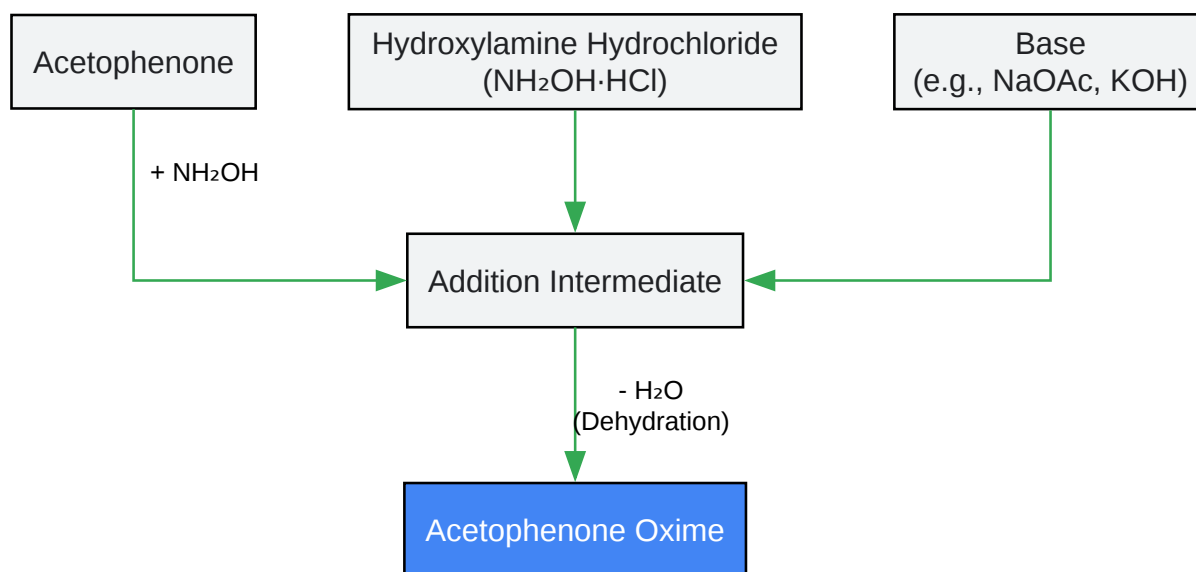 Acetophenone
Hydroxylamine Hydrochloride
(NH₂OH·HCl)
Base
(e.g., NaOAc, KOH)
+ NH₂OH
Addition Intermediate
- H₂O
(Dehydration)
Acetophenone Oxime